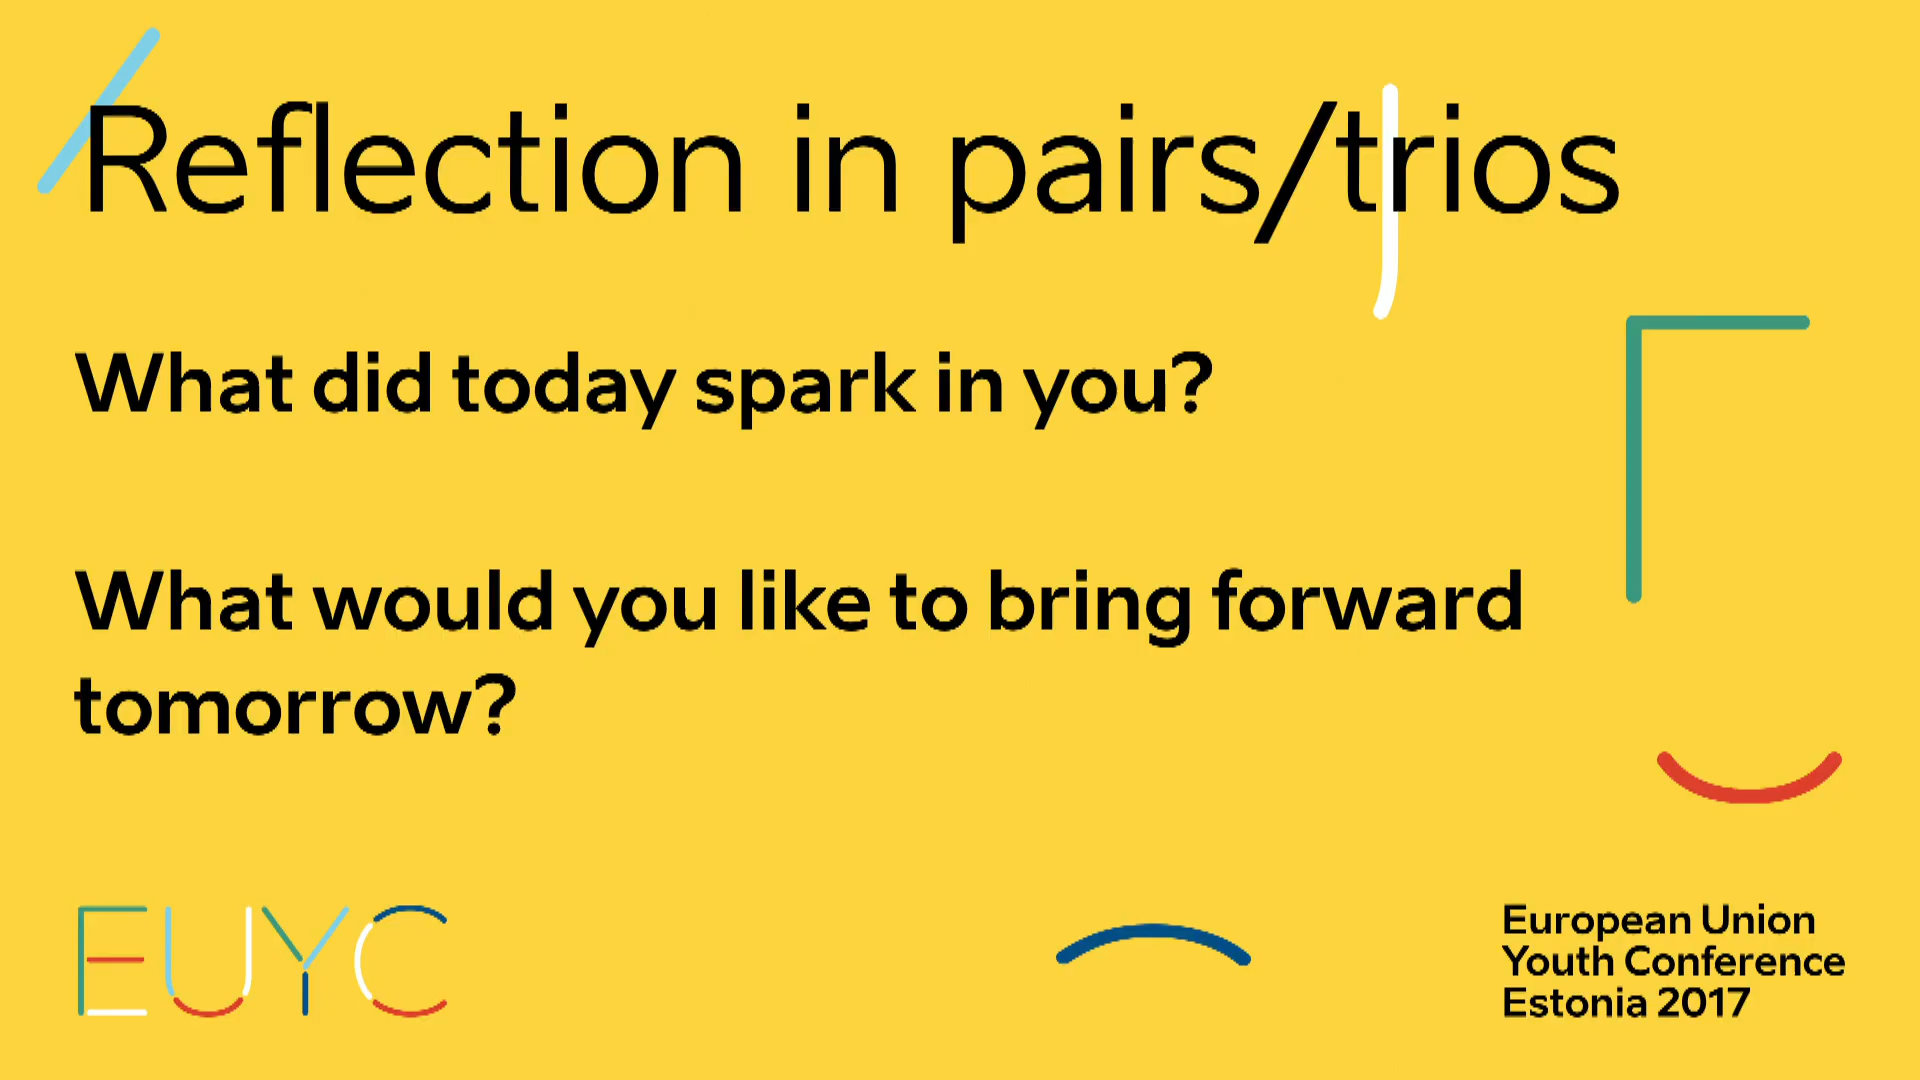 Reflection in pairs/trios
What did today spark in you?
What would you like to bring forward
tomorrow?
EUYC
European Union
Youth Conference
Estonia 2017